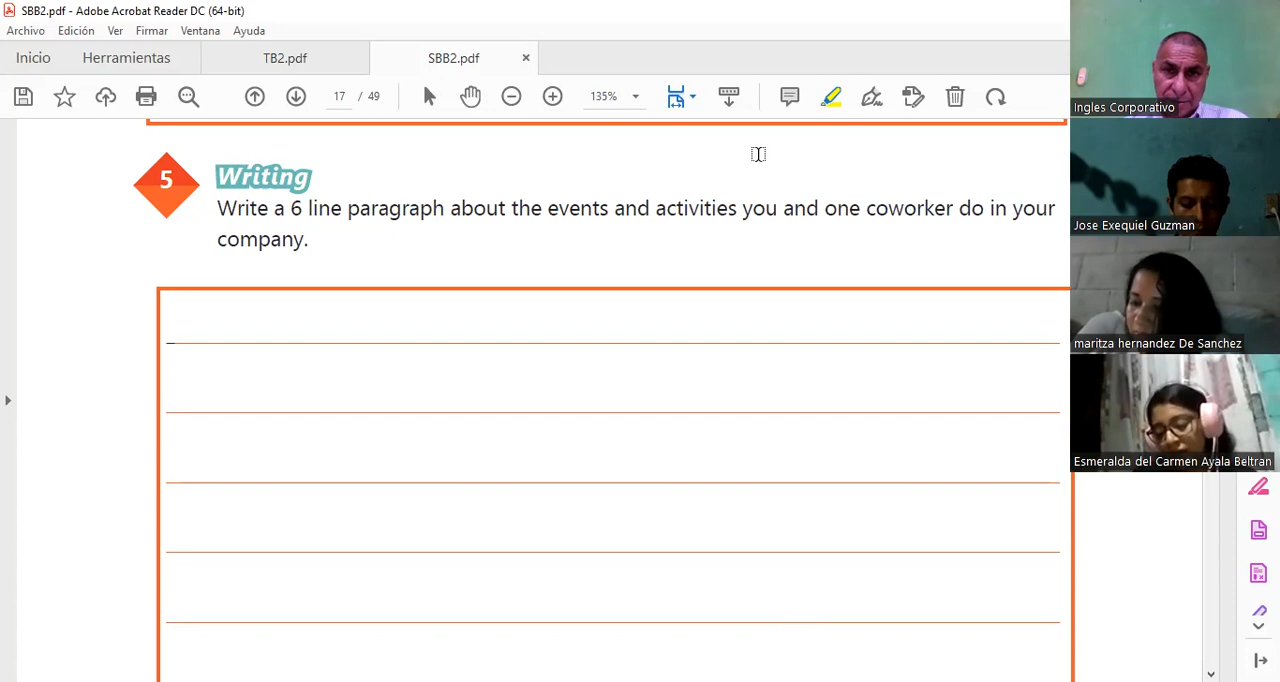 SBB2.pdf - Adobe Acrobat Reader DC (64-bit)
Archivo Edición Ver Firmar Ventana Ayuda
Inicio Herramientas TB2.pdf SBB2.pdf ×
17 / 49 135%
5 Writing
Write a 6 line paragraph about the events and activities you and one coworker do in your
company.
Ingles Corporativo
Jose Exequiel Guzman
maritza hernandez De Sanchez
Esmeralda del Carmen Ayala Beltran